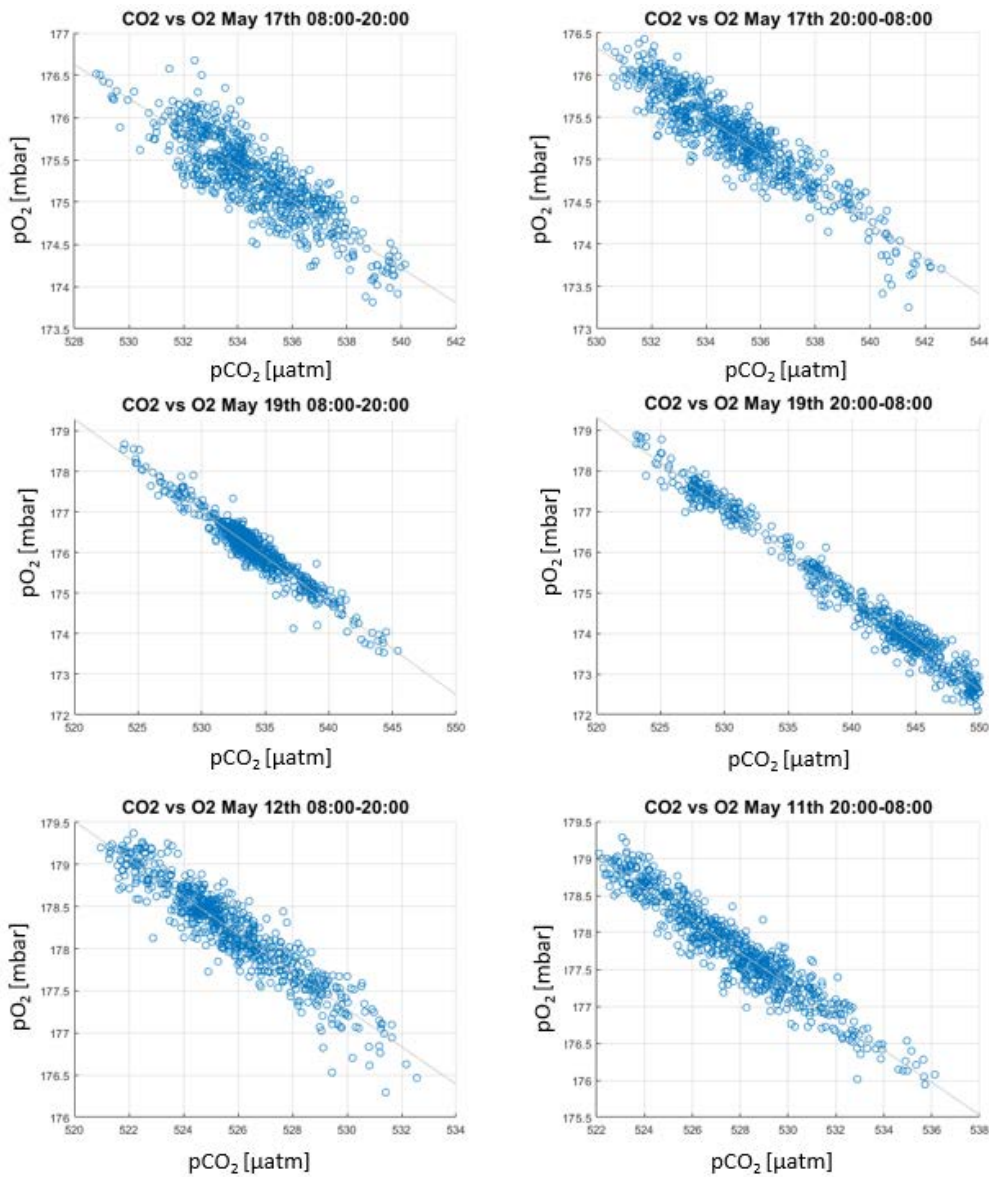 CO2 vs O2 May 17th 08:00-20:00
177
176.5
176
175.5
175
174.5
174
173.5
pO₂ [mbar]
528 530 532 534 536 538 540 542
pCO₂ [µatm]
CO2 vs O2 May 17th 20:00-08:00
176.5
176
175.5
175
174.5
174
173.5
173
pO₂ [mbar]
530 532 534 536 538 540 542 544
pCO₂ [µatm]
CO2 vs O2 May 19th 08:00-20:00
179
178
177
176
175
174
173
172
pO₂ [mbar]
520 525 530 535 540 545 550
pCO₂ [µatm]
CO2 vs O2 May 19th 20:00-08:00
179
178
177
176
175
174
173
172
pO₂ [mbar]
520 525 530 535 540 545 550
pCO₂ [µatm]
CO2 vs O2 May 12th 08:00-20:00
179.5
179
178.5
178
177.5
177
176.5
176
pO₂ [mbar]
520 522 524 526 528 530 532 534
pCO₂ [µatm]
CO2 vs O2 May 11th 20:00-08:00
179.5
179
178.5
178
177.5
177
176.5
176
175.5
pO₂ [mbar]
522 524 526 528 530 532 534 536 538
pCO₂ [µatm]